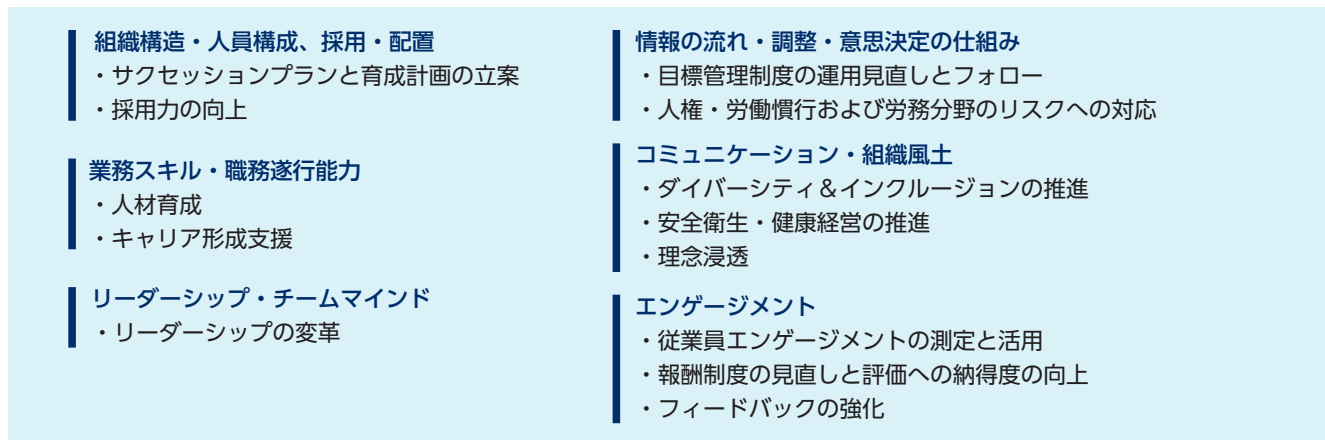 組織構造・人員構成、採用・配置
・サクセッションプランと育成計画の立案
・採用力の向上
業務スキル・職務遂行能力
・人材育成
・キャリア形成支援
リーダーシップ・チームマインド
・リーダーシップの変革
情報の流れ・調整・意思決定の仕組み
・目標管理制度の運用見直しとフォロー
・人権・労働慣行および労務分野のリスクへの対応
コミュニケーション・組織風土
・ダイバーシティ＆インクルージョンの推進
・安全衛生・健康経営の推進
・理念浸透
エンゲージメント
・従業員エンゲージメントの測定と活用
・報酬制度の見直しと評価への納得度の向上
・フィードバックの強化